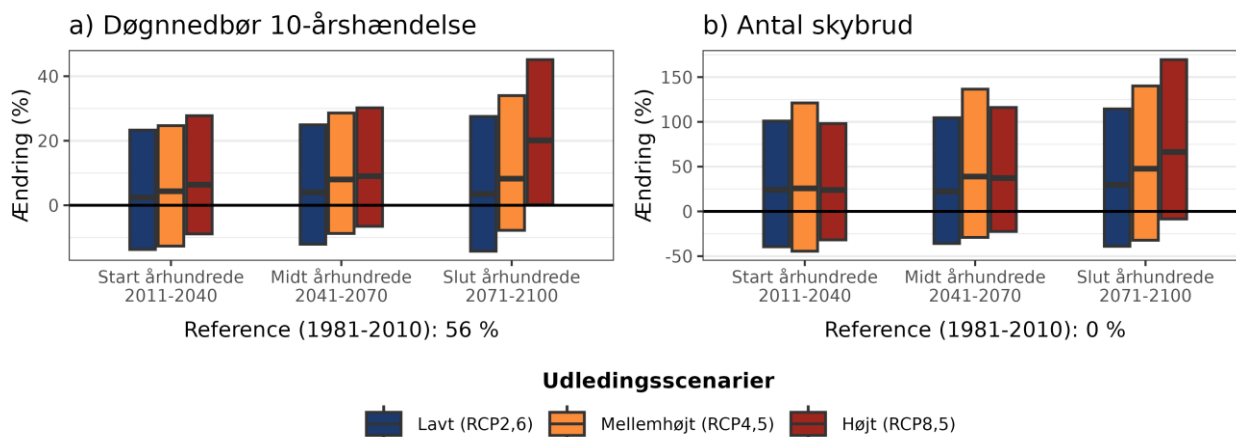 a) Døgnnedbør 10-årshændelse
Ændring (%)
40
20
0
Start århundrede
2011-2040
Midt århundrede
2041-2070
Slut århundrede
2071-2100
Reference (1981-2010): 56 %
b) Antal skybrud
Ændring (%)
150
100
50
0
-50
Start århundrede
2011-2040
Midt århundrede
2041-2070
Slut århundrede
2071-2100
Reference (1981-2010): 0 %
Udledingsscenarier
Lavt (RCP2,6) Mellemhøjt (RCP4,5) Højt (RCP8,5)